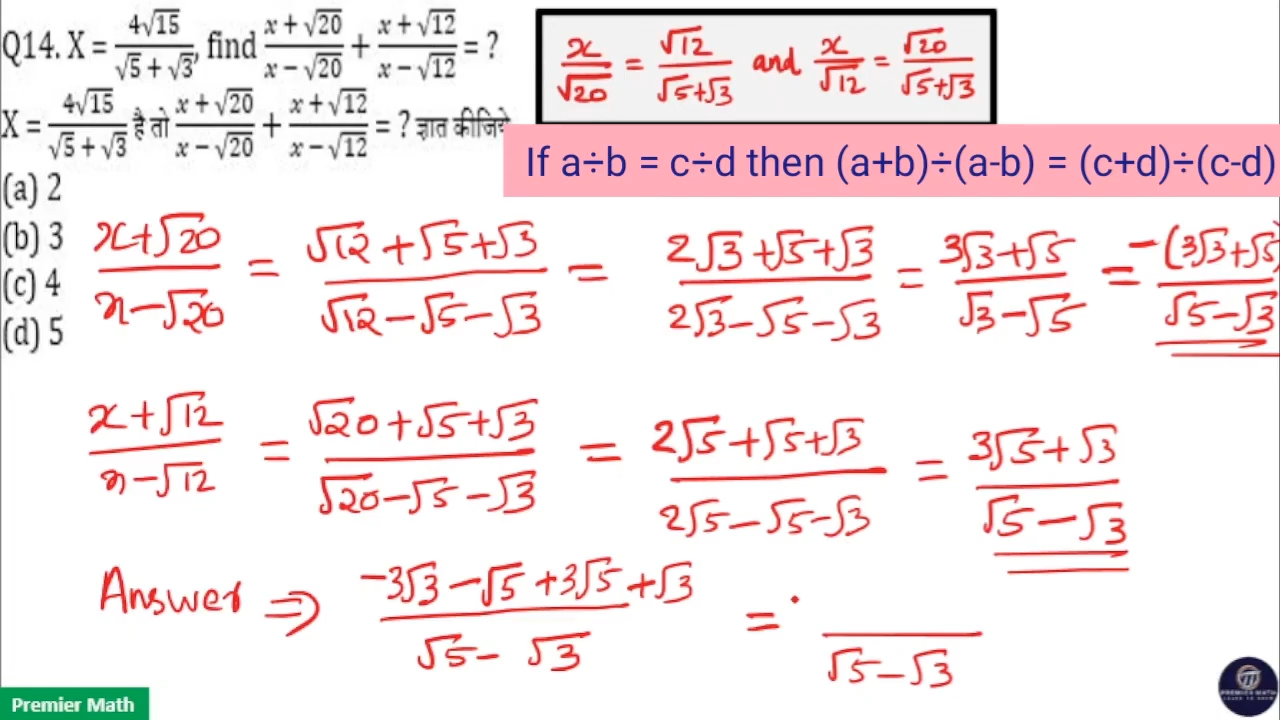 Q14. X = 4√15/(√5 + √3), find (x + √20)/(x − √20) + (x + √12)/(x − √12) = ?
X = 4√15/(√5 + √3) है तो (x + √20)/(x − √20) + (x + √12)/(x − √12) = ? ज्ञात कीजिये
(a) 2
(b) 3
(c) 4
(d) 5
x/√20 = √12/(√5+√3) and x/√12 = √20/(√5+√3)
If a÷b = c÷d then (a+b)÷(a-b) = (c+d)÷(c-d)
(x+√20)/(x−√20) = (√12+√5+√3)/(√12−√5−√3) = (2√3+√5+√3)/(2√3−√5−√3) = (3√3+√5)/(√3−√5) = −(3√3+√5)/(√5−√3)
(x+√12)/(x−√12) = (√20+√5+√3)/(√20−√5−√3) = (2√5+√5+√3)/(2√5−√5−√3) = (3√5+√3)/(√5−√3)
Answer ⇒ (−3√3−√5+3√5+√3)/(√5−√3) = /(√5−√3)
Premier Math
PREMIER MATH